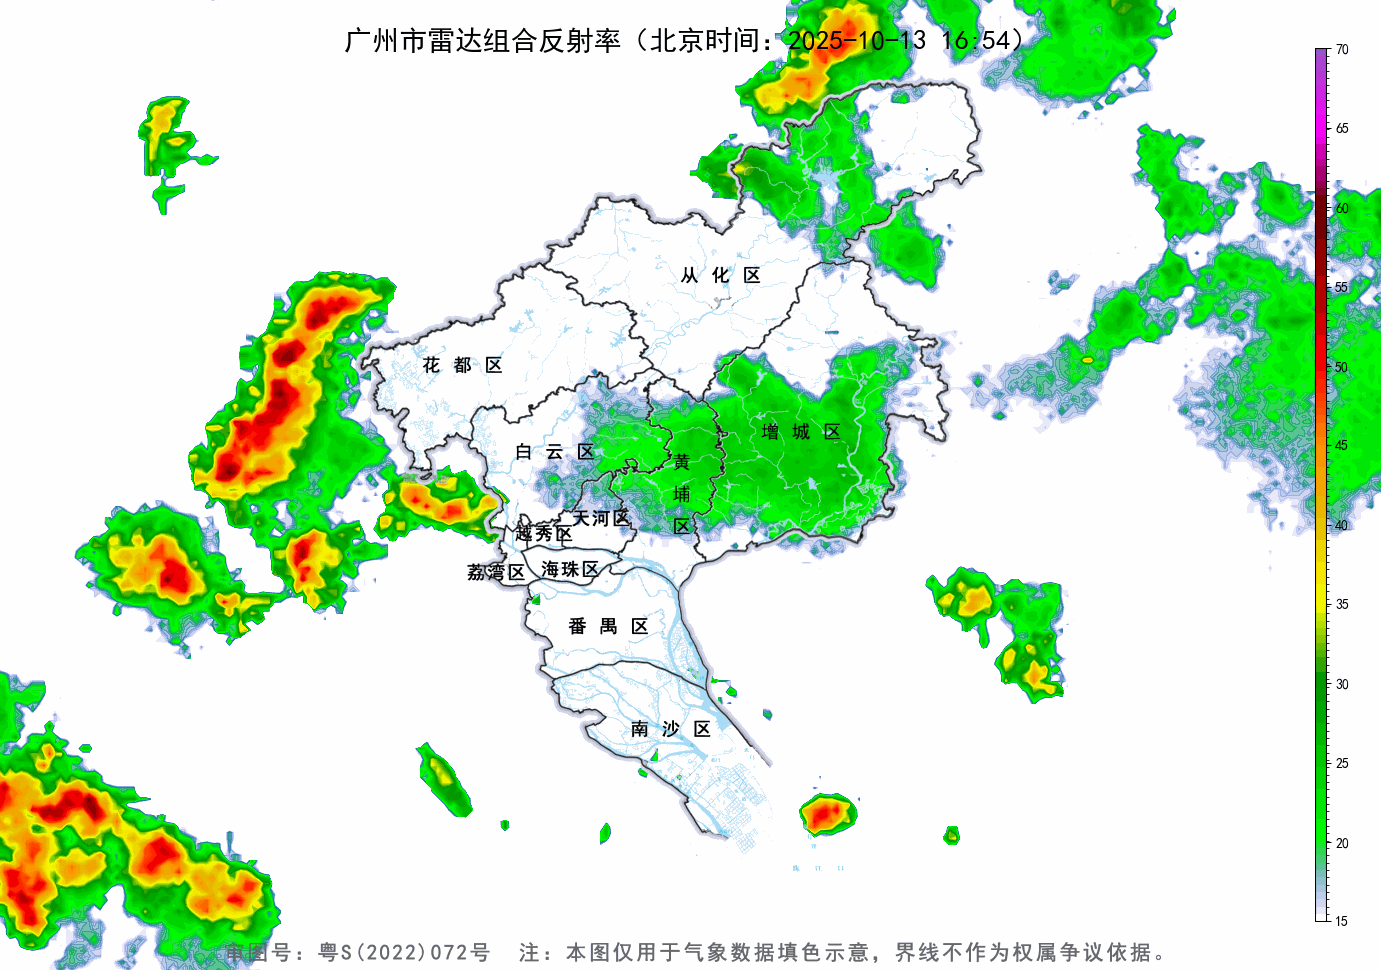 广州市雷达组合反射率（北京时间：2025-10-13 16:54）
70
65
60
55
50
45
40
35
30
25
20
15
从化区
花都区
增城区
白云区
黄埔区
天河区
越秀区
海珠区
荔湾区
番禺区
南沙区
审图号：粤S(2022)072号 注：本图仅用于气象数据填色示意，界线不作为权属争议依据。